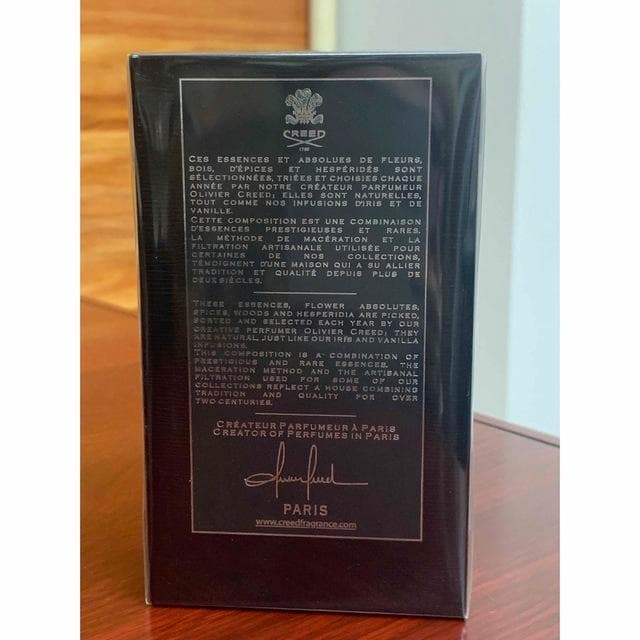 CREED
1760
CES ESSENCES ET ABSOLUES DE FLEURS,
BOIS, D'ÉPICES ET HESPÉRIDÉS SONT
SÉLECTIONNÉES, TRIÉES ET CHOISIES CHAQUE
ANNÉE PAR NOTRE CRÉATEUR PARFUMEUR
OLIVIER CREED; ELLES SONT NATURELLES,
TOUT COMME NOS INFUSIONS D'IRIS ET DE
VANILLE.
CETTE COMPOSITION EST UNE COMBINAISON
D'ESSENCES PRESTIGIEUSES ET RARES.
LA MÉTHODE DE MACÉRATION ET LA
FILTRATION ARTISANALE UTILISÉE POUR
CERTAINES DE NOS COLLECTIONS,
TÉMOIGNENT D'UNE MAISON QUI A SU ALLIER
TRADITION ET QUALITÉ DEPUIS PLUS DE
DEUX SIÈCLES.
THESE ESSENCES, FLOWER ABSOLUTES,
SPICES, WOODS AND HESPERIDIA ARE PICKED,
SORTED AND SELECTED EACH YEAR BY OUR
CREATIVE PERFUMER OLIVIER CREED; THEY
ARE NATURAL JUST LIKE OUR IRIS AND VANILLA
INFUSIONS.
THIS COMPOSITION IS A COMBINATION OF
PRESTIGIOUS AND RARE ESSENCES. THE
MACERATION METHOD AND THE ARTISANAL
FILTRATION USED FOR SOME OF OUR
COLLECTIONS REFLECT A HOUSE COMBINING
TRADITION AND QUALITY FOR OVER
TWO CENTURIES.
CRÉATEUR PARFUMEUR À PARIS
CREATOR OF PERFUMES IN PARIS
PARIS
www.creedfragrance.com